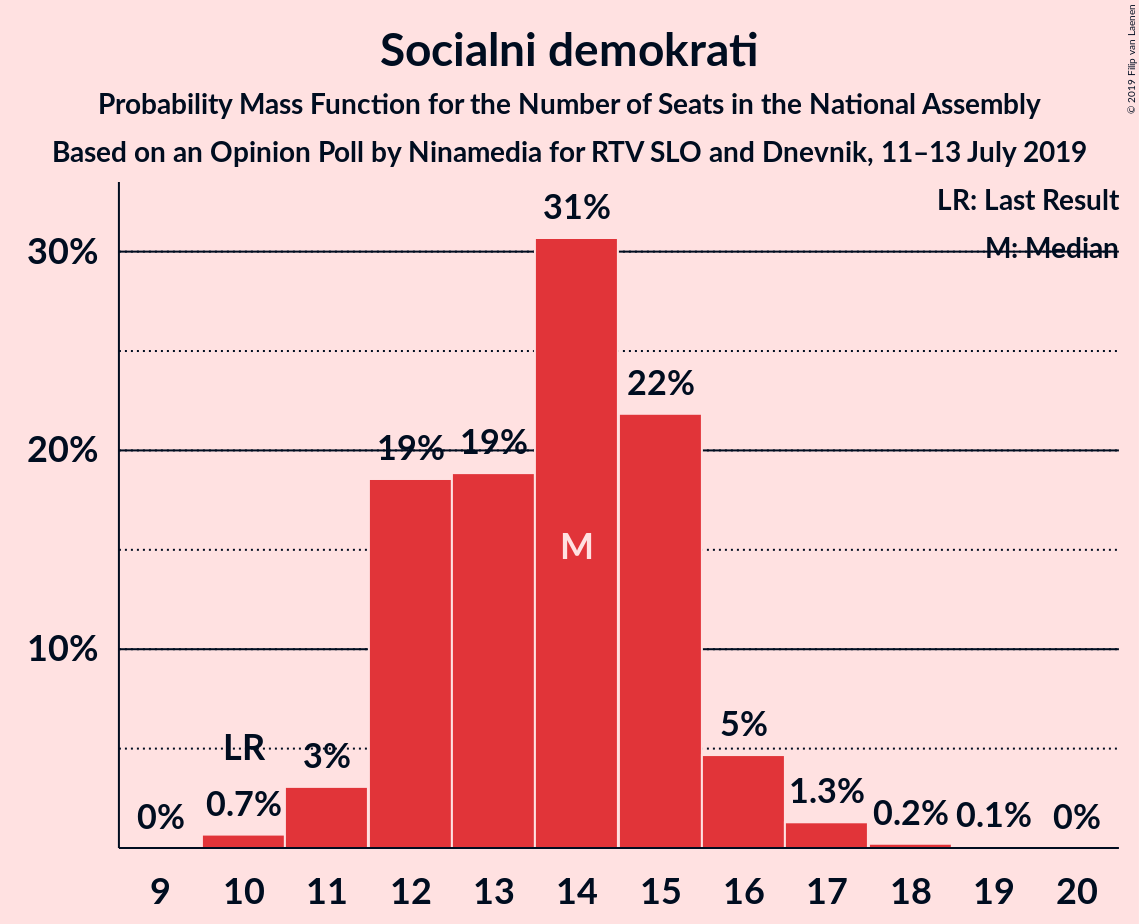 Socialni demokrati
Probability Mass Function for the Number of Seats in the National Assembly
Based on an Opinion Poll by Ninamedia for RTV SLO and Dnevnik, 11–13 July 2019
© 2019 Filip van Laenen
LR: Last Result
M: Median
30%
20%
10%
0%
LR
0.7%
3%
19%
19%
31%
M
22%
5%
1.3%
0.2%
0.1%
0%
9 10 11 12 13 14 15 16 17 18 19 20